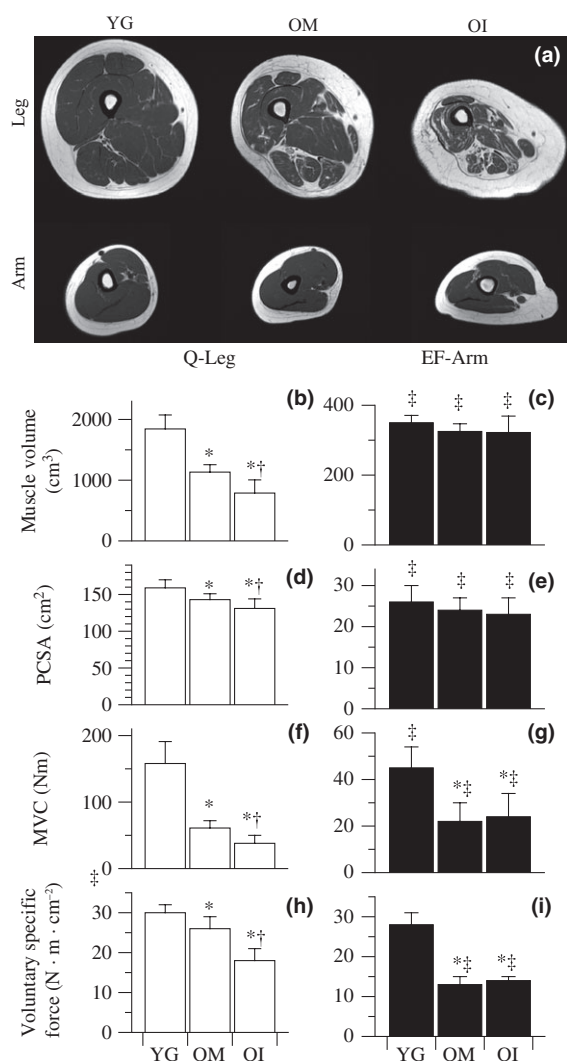 YG OM OI
(a)
Leg
Arm
Q-Leg EF-Arm
(b)
Muscle volume
(cm³)
2000
1000
0
*
*†
(c)
400
200
0
‡ ‡ ‡
(d)
PCSA (cm²)
150
100
50
0
*
*†
(e)
30
20
10
0
‡ ‡ ‡
(f)
MVC (Nm)
200
100
0
*
*†
(g)
60
40
20
0
‡
*‡
*‡
‡
(h)
Voluntary specific
force (N · m · cm⁻²)
30
20
10
0
*
*†
(i)
30
20
10
0
*‡
*‡
YG OM OI YG OM OI